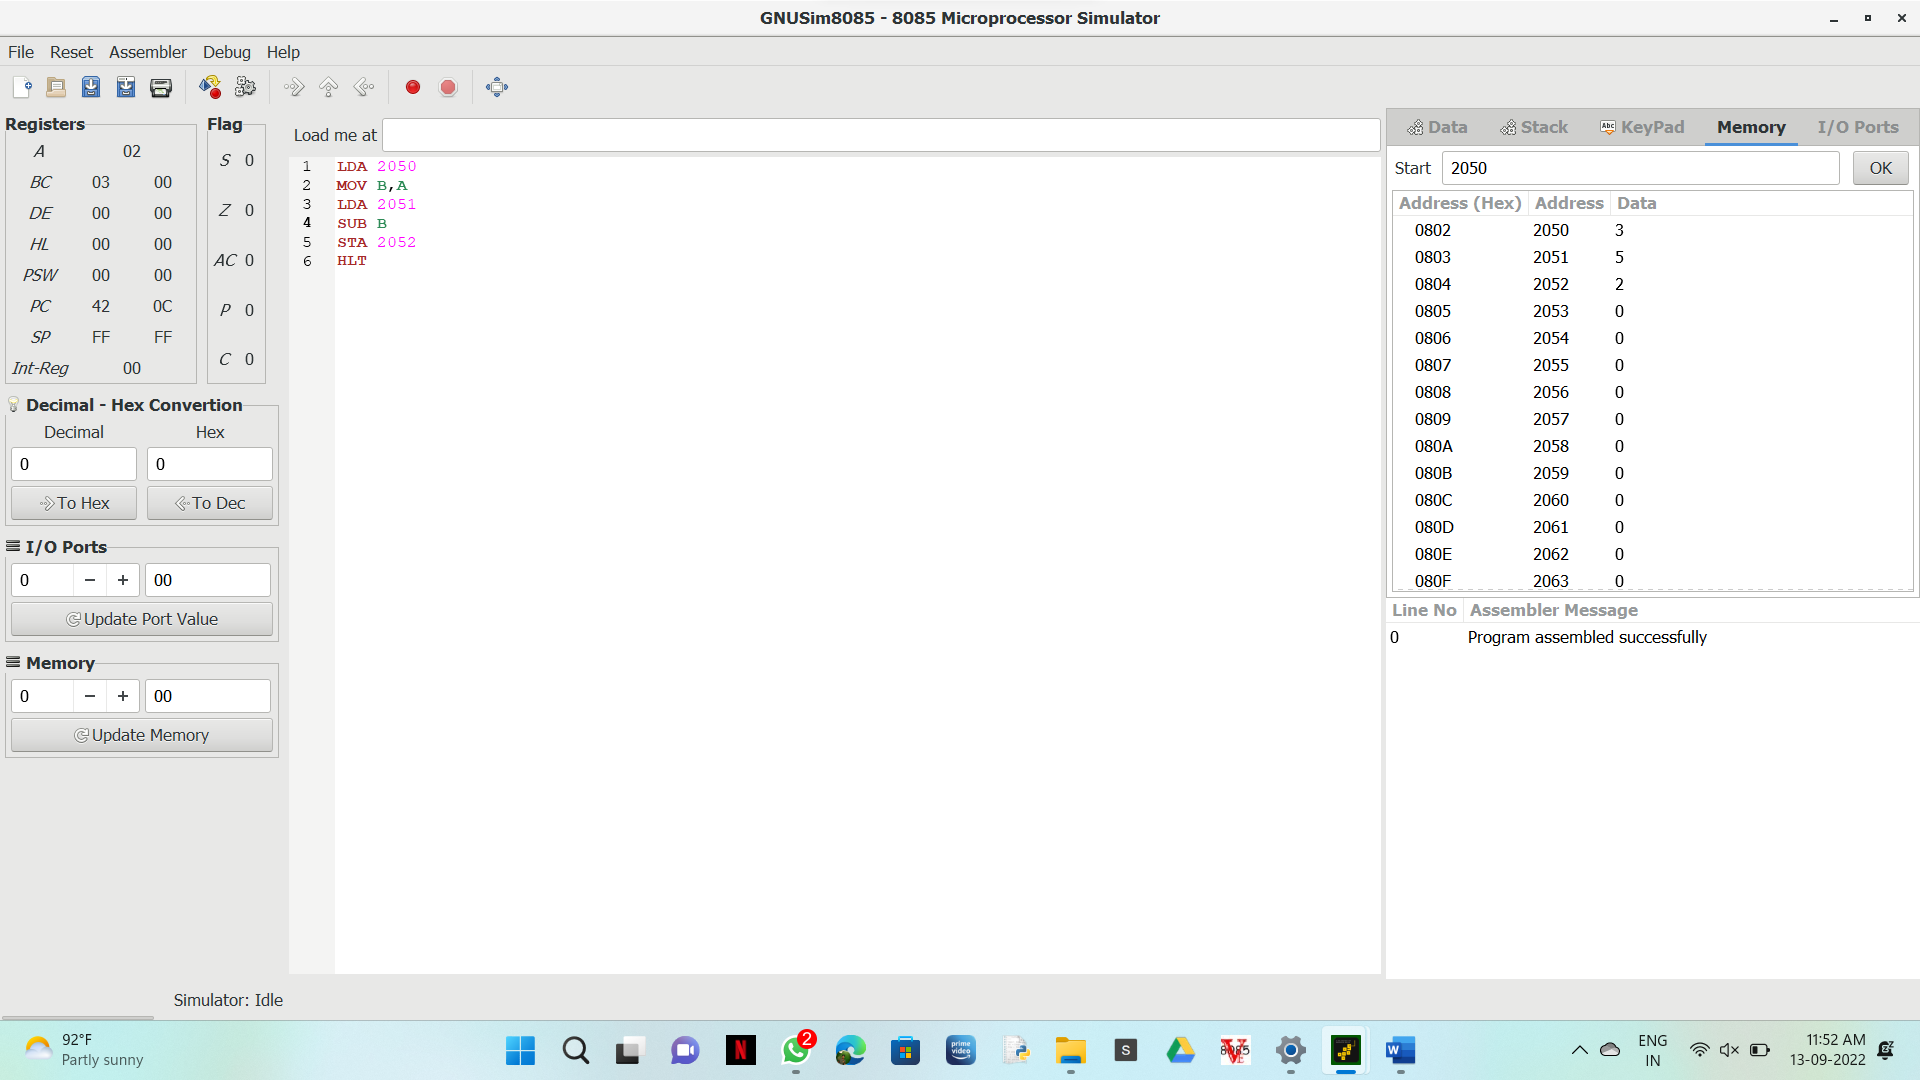 GNUSim8085 - 8085 Microprocessor Simulator
File Reset Assembler Debug Help
Registers
A 02
BC 03 00
DE 00 00
HL 00 00
PSW 00 00
PC 42 0C
SP FF FF
Int-Reg 00
Flag
S 0
Z 0
AC 0
P 0
C 0
Decimal - Hex Convertion
Decimal Hex
0 0
To Hex To Dec
I/O Ports
0 − + 00
Update Port Value
Memory
0 − + 00
Update Memory
Load me at
1 LDA 2050
2 MOV B,A
3 LDA 2051
4 SUB B
5 STA 2052
6 HLT
Data Stack Abc KeyPad Memory I/O Ports
Start 2050 OK
Address (Hex) Address Data
0802 2050 3
0803 2051 5
0804 2052 2
0805 2053 0
0806 2054 0
0807 2055 0
0808 2056 0
0809 2057 0
080A 2058 0
080B 2059 0
080C 2060 0
080D 2061 0
080E 2062 0
080F 2063 0
Line No Assembler Message
0 Program assembled successfully
Simulator: Idle
92°F
Partly sunny
N 2 prime video S 8085 W
ENG
IN
11:52 AM
13-09-2022